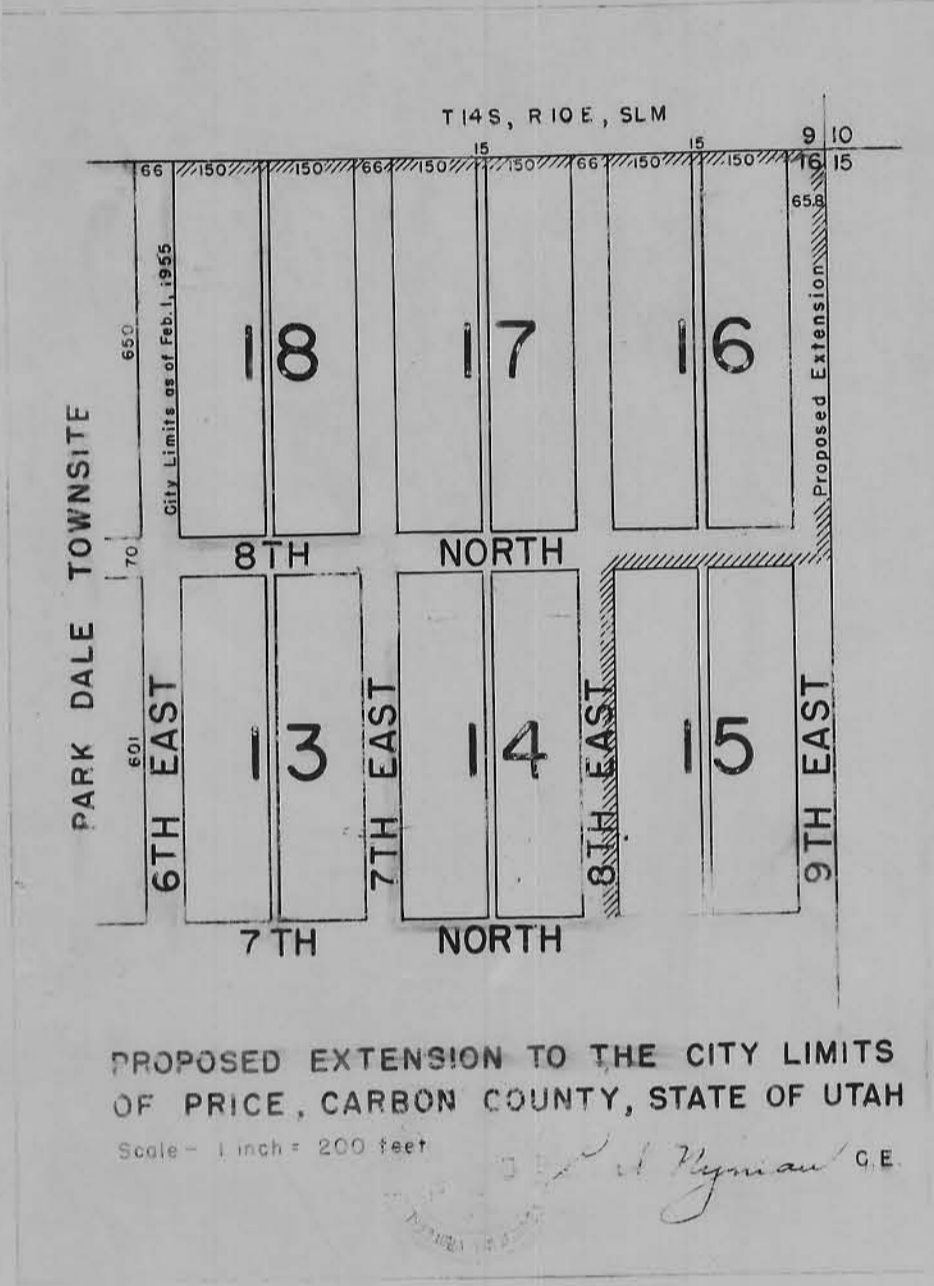 T14S, R10E, SLM
9 10
16 15
15
15
66 150 150 66 150 150 66 150 150
65.8
650
City Limits as of Feb. 1, 1955
18
17
16
Proposed Extension
PARK DALE TOWNSITE
70
8TH NORTH
601
6TH EAST
13
7TH EAST
14
8TH EAST
15
9TH EAST
7TH NORTH
PROPOSED EXTENSION TO THE CITY LIMITS
OF PRICE, CARBON COUNTY, STATE OF UTAH
Scale - 1 inch = 200 feet
Nyman C.E.